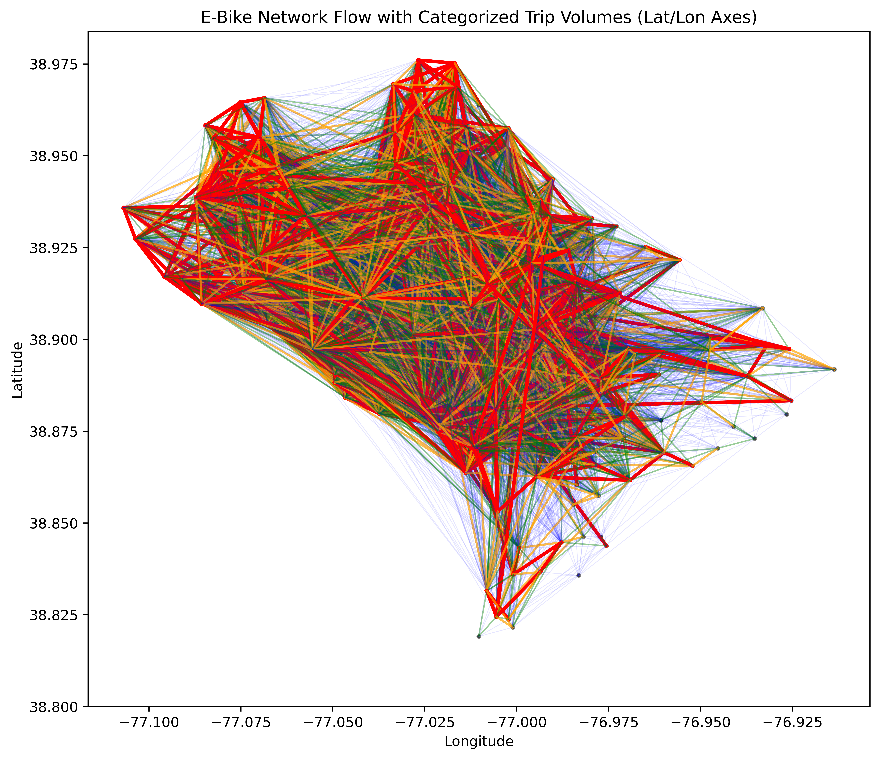 E-Bike Network Flow with Categorized Trip Volumes (Lat/Lon Axes)
38.975
38.950
38.925
38.900
38.875
38.850
38.825
38.800
Latitude
−77.100 −77.075 −77.050 −77.025 −77.000 −76.975 −76.950 −76.925
Longitude